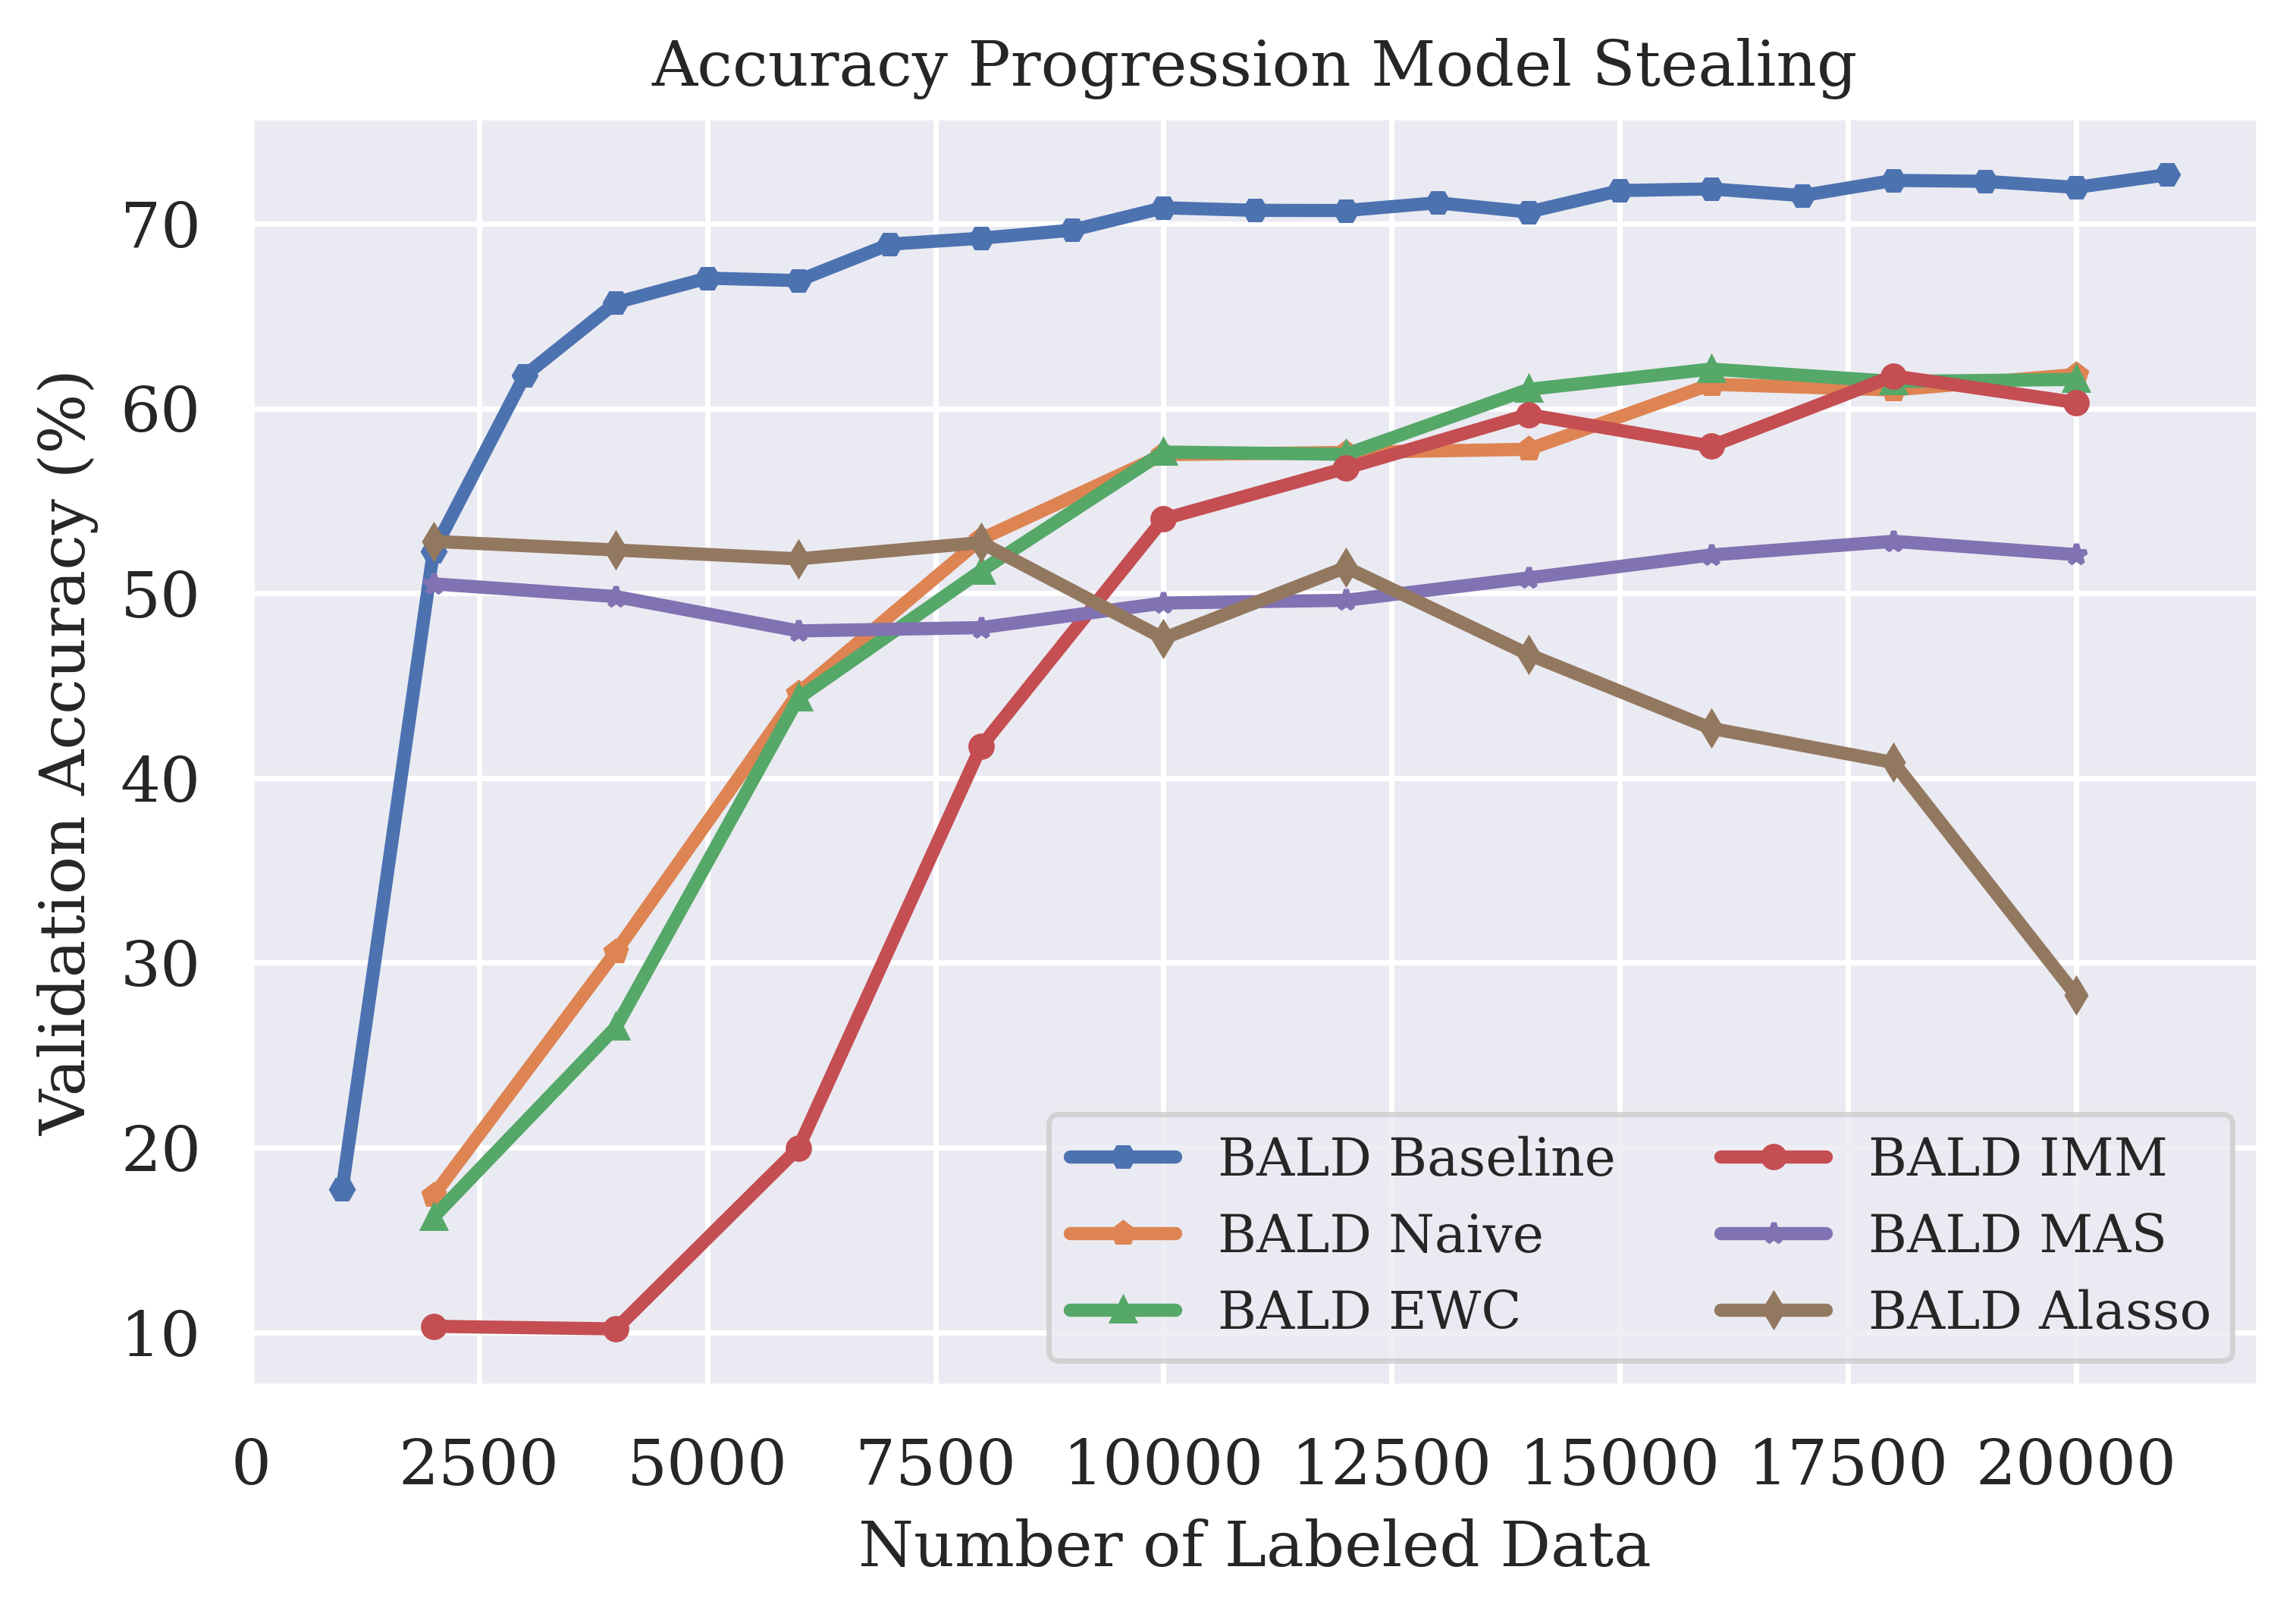 Accuracy Progression Model Stealing
Validation Accuracy (%)
70
60
50
40
30
20
10
0 2500 5000 7500 10000 12500 15000 17500 20000
Number of Labeled Data
BALD Baseline
BALD Naive
BALD EWC
BALD IMM
BALD MAS
BALD Alasso